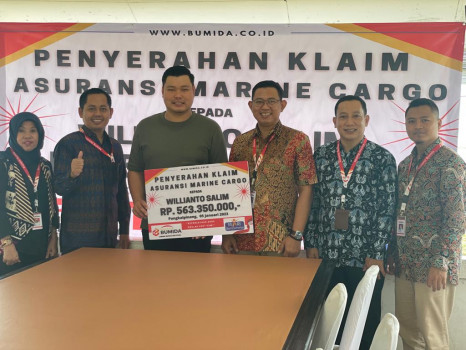 WWW.BUMIDA.CO.ID
PENYERAHAN KLAIM
ASURANSI MARINE CARGO
KEPADA
PENYERAHAN KLAIM
ASURANSI MARINE CARGO
KEPADA
WILLIANTO SALIM
RP. 563.350.000,-
BUMIDA